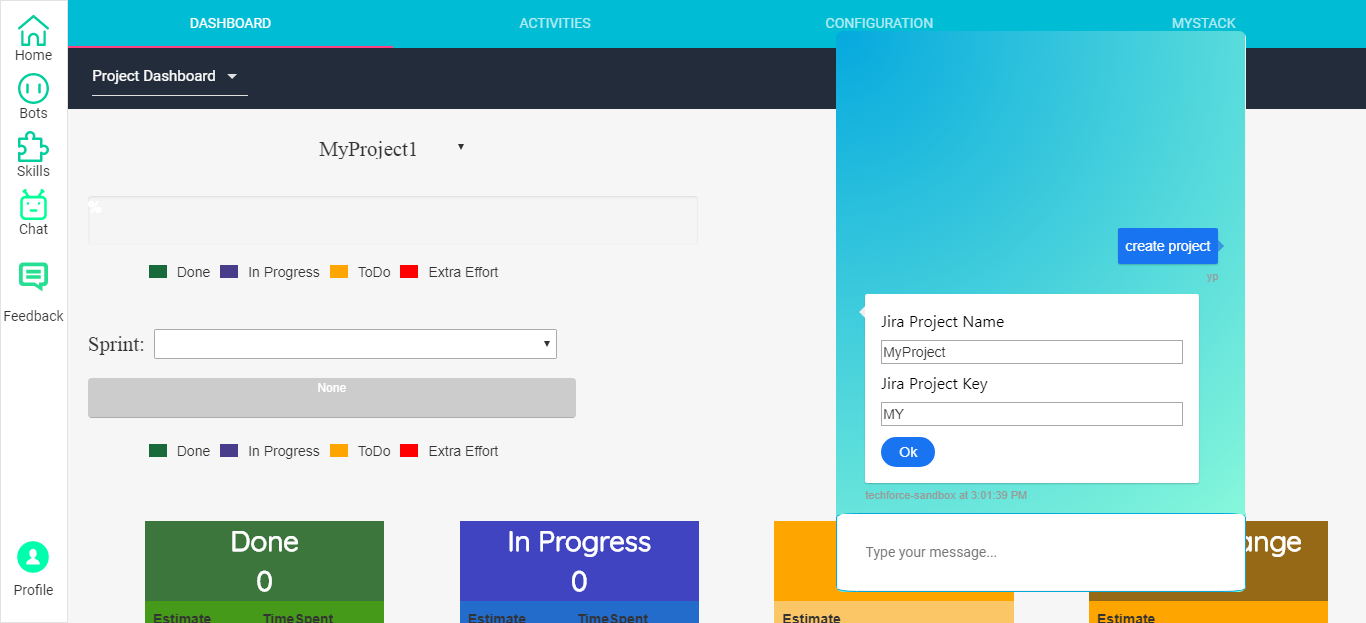 DASHBOARD
ACTIVITIES
CONFIGURATION
MYSTACK
Home
Bots
Skills
Chat
Feedback
Profile
Project Dashboard
MyProject1
%
Done
In Progress
ToDo
Extra Effort
Sprint:
None
Done
In Progress
ToDo
Extra Effort
Done
0
Estimate
TimeSpent
In Progress
0
Estimate
TimeSpent
Estimate
Estimate
create project
yp
Jira Project Name
MyProject
Jira Project Key
MY
Ok
techforce-sandbox at 3:01:39 PM
Type your message...